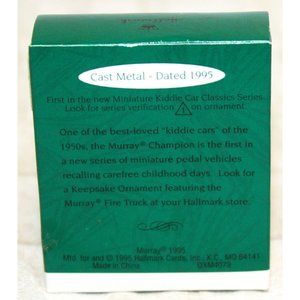 Hallmark
Cast Metal - Dated 1995
First in the new Miniature Kiddie Car Classics Series
Look for series verification on ornament.
One of the best-loved "kiddie cars" of the
1950s, the Murray® Champion is the first in
a new series of miniature pedal vehicles
recalling carefree childhood days. Look for
a Keepsake Ornament featuring the
Murray® Fire Truck at your Hallmark store.
Murray® 1995
Mfd. for and © 1995 Hallmark Cards, Inc., K.C., MO 64141
Made in China QXM4079